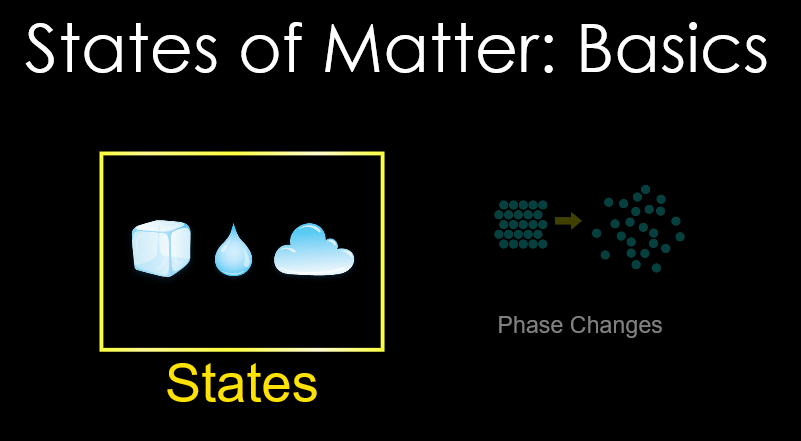 States of Matter: Basics
States
Phase Changes